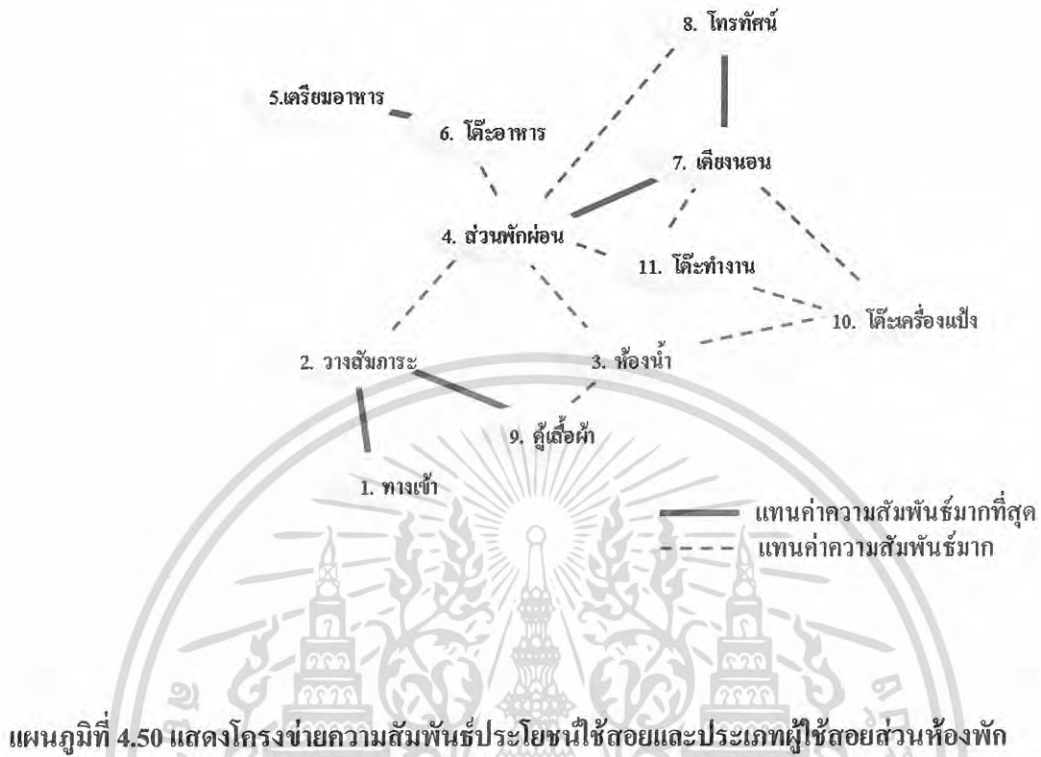 8. โทรทัศน์
5.เตรียมอาหาร
6. โต๊ะอาหาร
7. เตียงนอน
4. ส่วนพักผ่อน
11. โต๊ะทำงาน
10. โต๊ะเครื่องแป้ง
2. วางสัมภาระ
3. ห้องน้ำ
9. ตู้เสื้อผ้า
1. ทางเข้า
แทนค่าความสัมพันธ์มากที่สุด
แทนค่าความสัมพันธ์มาก
แผนภูมิที่ 4.50 แสดงโครงข่ายความสัมพันธ์ประโยชน์ใช้สอยและประเภทผู้ใช้สอยส่วนห้องพัก